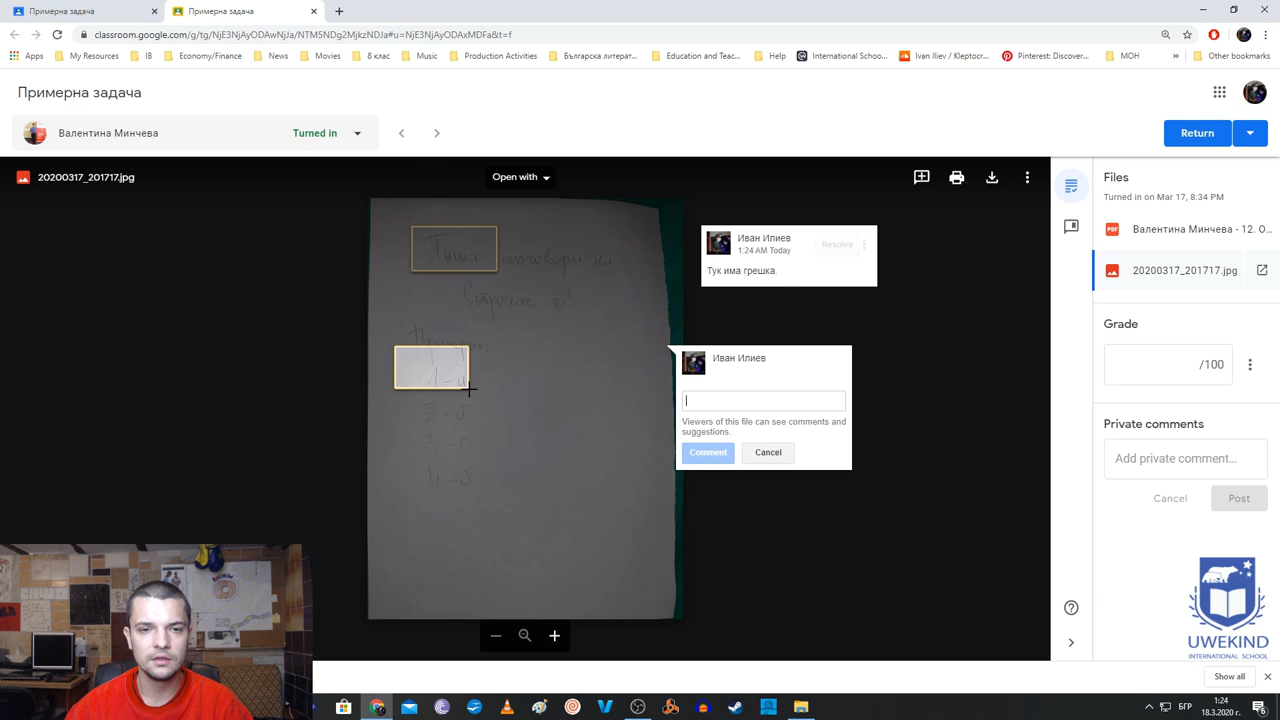 Примерна задача
Примерна задача
classroom.google.com/g/tg/NjE3NjAyODAwNjJa/NTM5NDg2MjkzNDJa#u=NjE3NjAyODAxMDFa&t=f
Apps My Resources IB Economy/Finance News Movies 8 клас Music Production Activities Българска литерат... Education and Teac... Help International Schoo... Ivan Iliev / Kleptocr... Pinterest: Discover... МОН » Other bookmarks
Примерна задача
Валентина Минчева Turned in
Return
20200317_201717.jpg
Open with
Files
Turned in on Mar 17, 8:34 PM
Валентина Минчева - 12. О...
20200317_201717.jpg
Иван Илиев
1:24 AM Today
Resolve
Тук има грешка.
отговори на
2 - б
4 - б
Иван Илиев
Viewers of this file can see comments and
suggestions.
Comment Cancel
Grade
/100
Private comments
Add private comment...
Cancel Post
UWEKIND
INTERNATIONAL SCHOOL
Show all
БГР
1:24
18.3.2020 г.